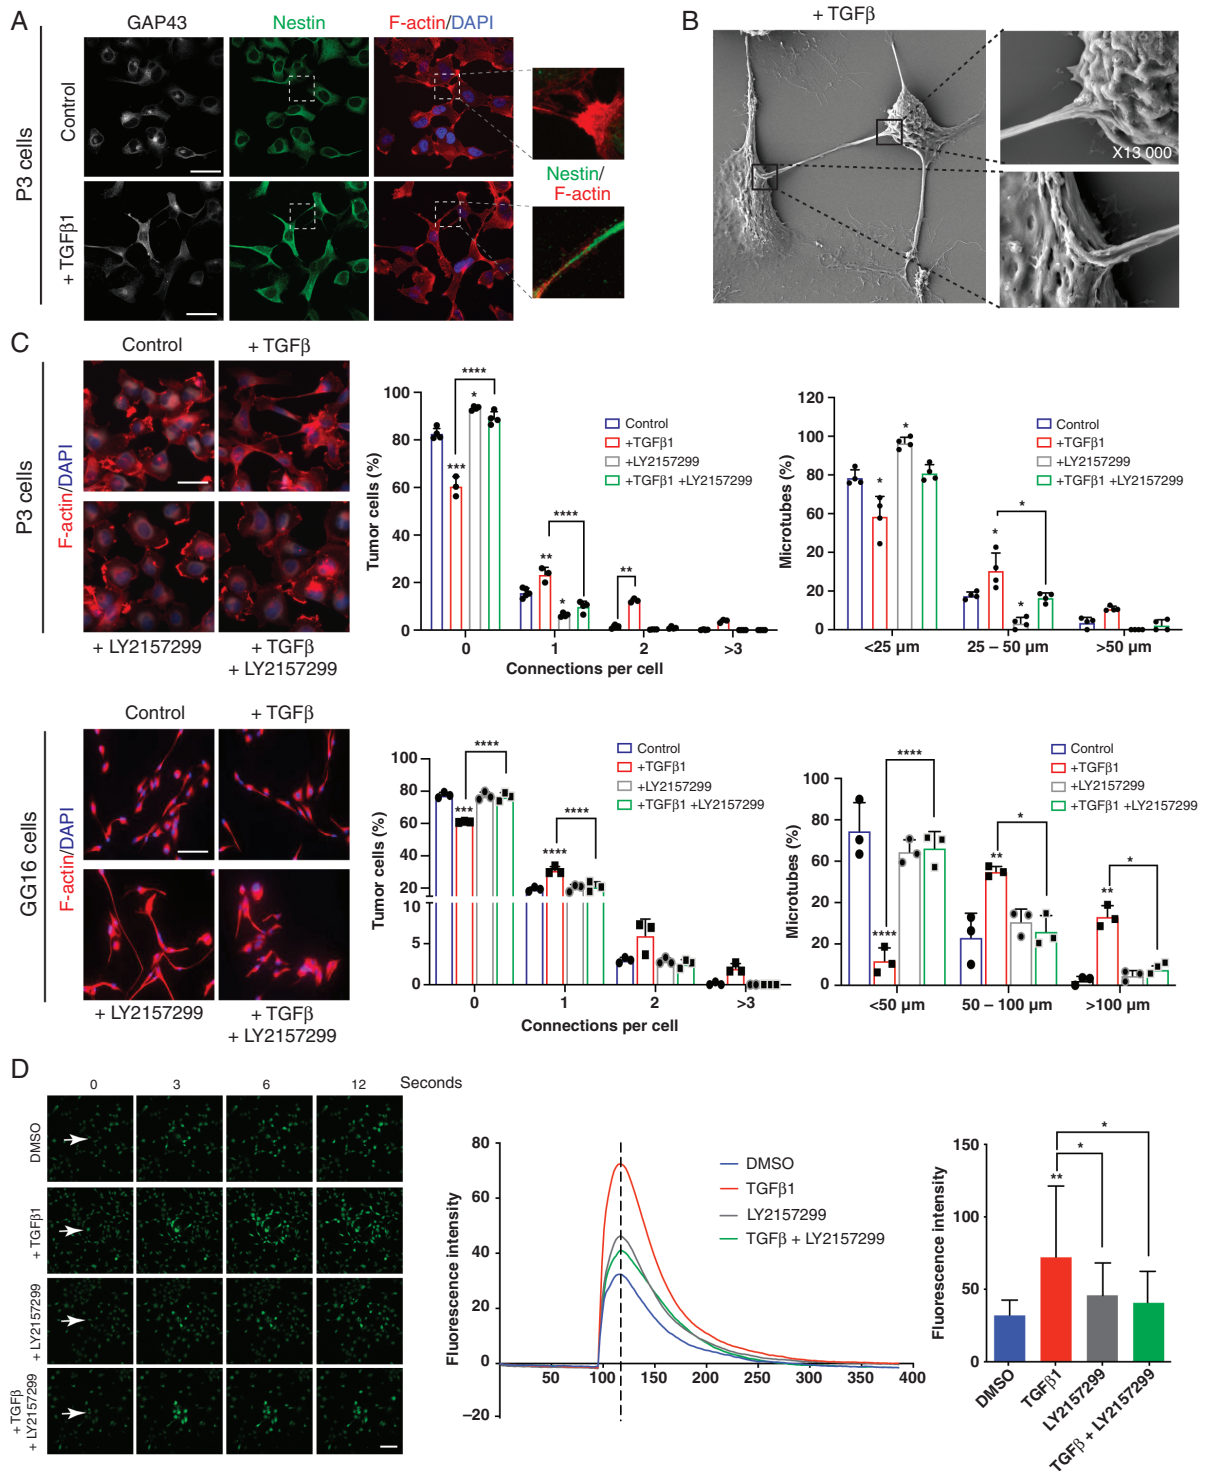 A
GAP43
Nestin
F-actin/DAPI
P3 cells
Control
+ TGFβ1
Nestin/
F-actin
B
+ TGFβ
X13 000
C
Control
+ TGFβ
P3 cells
F-actin/DAPI
+ LY2157299
+ TGFβ
+ LY2157299
Tumor cells (%)
100
80
60
40
20
0
****
***
*
**
****
*
**
0
1
2
>3
Connections per cell
Control
+TGFβ1
+LY2157299
+TGFβ1 +LY2157299
Microtubes (%)
120
100
80
60
20
20
0
*
*
*
*
*
<25 µm
25 – 50 µm
>50 µm
Control
+TGFβ1
+LY2157299
+TGFβ1 +LY2157299
Control
+ TGFβ
GG16 cells
F-actin/DAPI
+ LY2157299
+ TGFβ
+ LY2157299
Tumor cells (%)
100
80
60
40
20
10
5
0
****
***
****
****
0
1
2
>3
Connections per cell
Control
+TGFβ1
+LY2157299
+TGFβ1 +LY2157299
Microtubes (%)
100
80
60
20
20
0
****
****
*
**
*
**
<50 µm
50 – 100 µm
>100 µm
Control
+TGFβ1
+LY2157299
+TGFβ1 +LY2157299
D
0
3
6
12
Seconds
DMSO
+ TGFβ1
+ LY2157299
+ TGFβ
+ LY2157299
Fluorescence intensity
80
60
40
20
0
–20
50
100
150
200
250
300
350
400
DMSO
TGFβ1
LY2157299
TGFβ + LY2157299
Fluorescence intensity
150
100
50
0
*
*
**
DMSO
TGFβ1
LY2157299
TGFβ + LY2157299